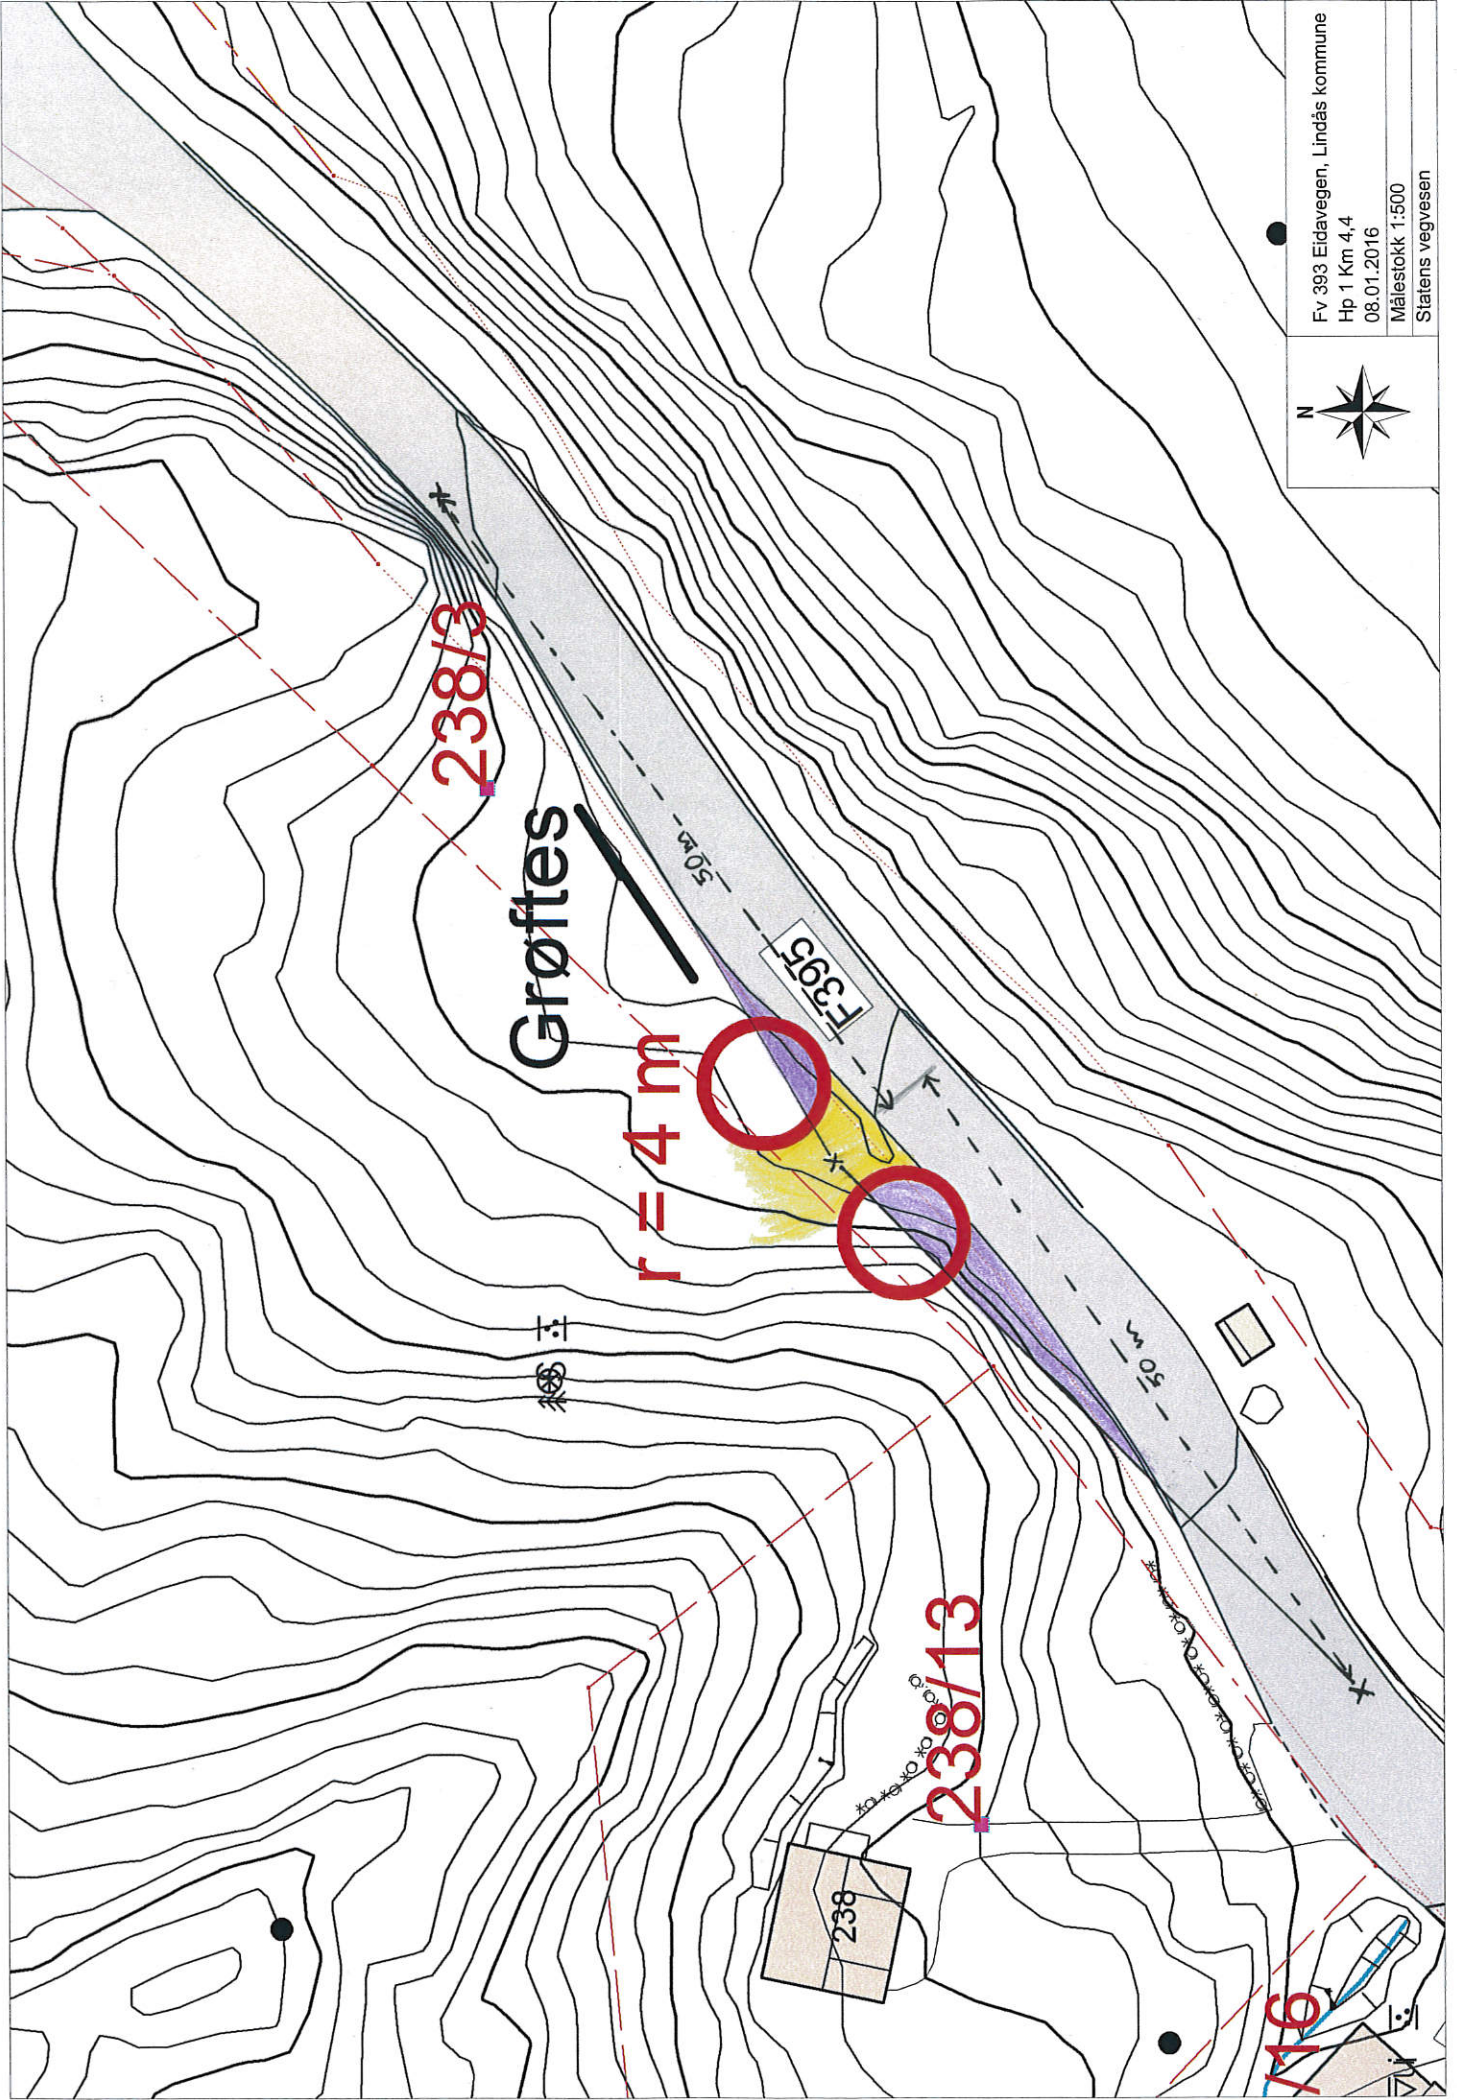 238/3
Grøftes
r = 4 m
50 m
F395
50 m
238/13
238
/16
N
Fv 393 Eidavegen, Lindås kommune
Hp 1 Km 4,4
08.01.2016
Målestokk 1:500
Statens vegvesen